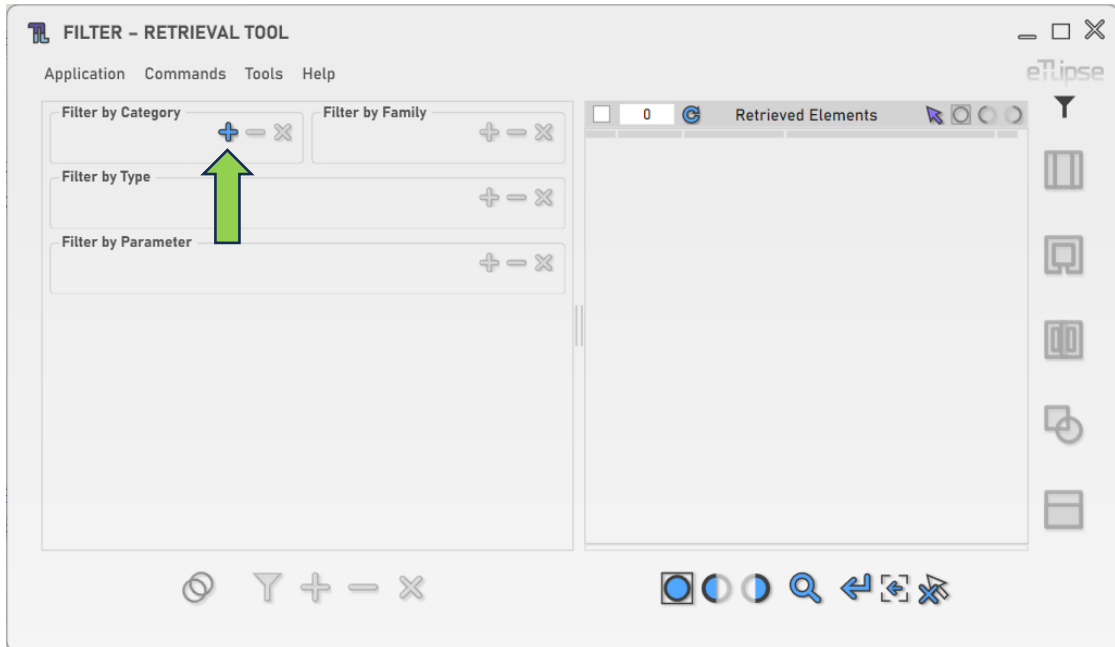 FILTER – RETRIEVAL TOOL
Application Commands Tools Help
eTLipse
Filter by Category
Filter by Family
0 Retrieved Elements
Filter by Type
Filter by Parameter